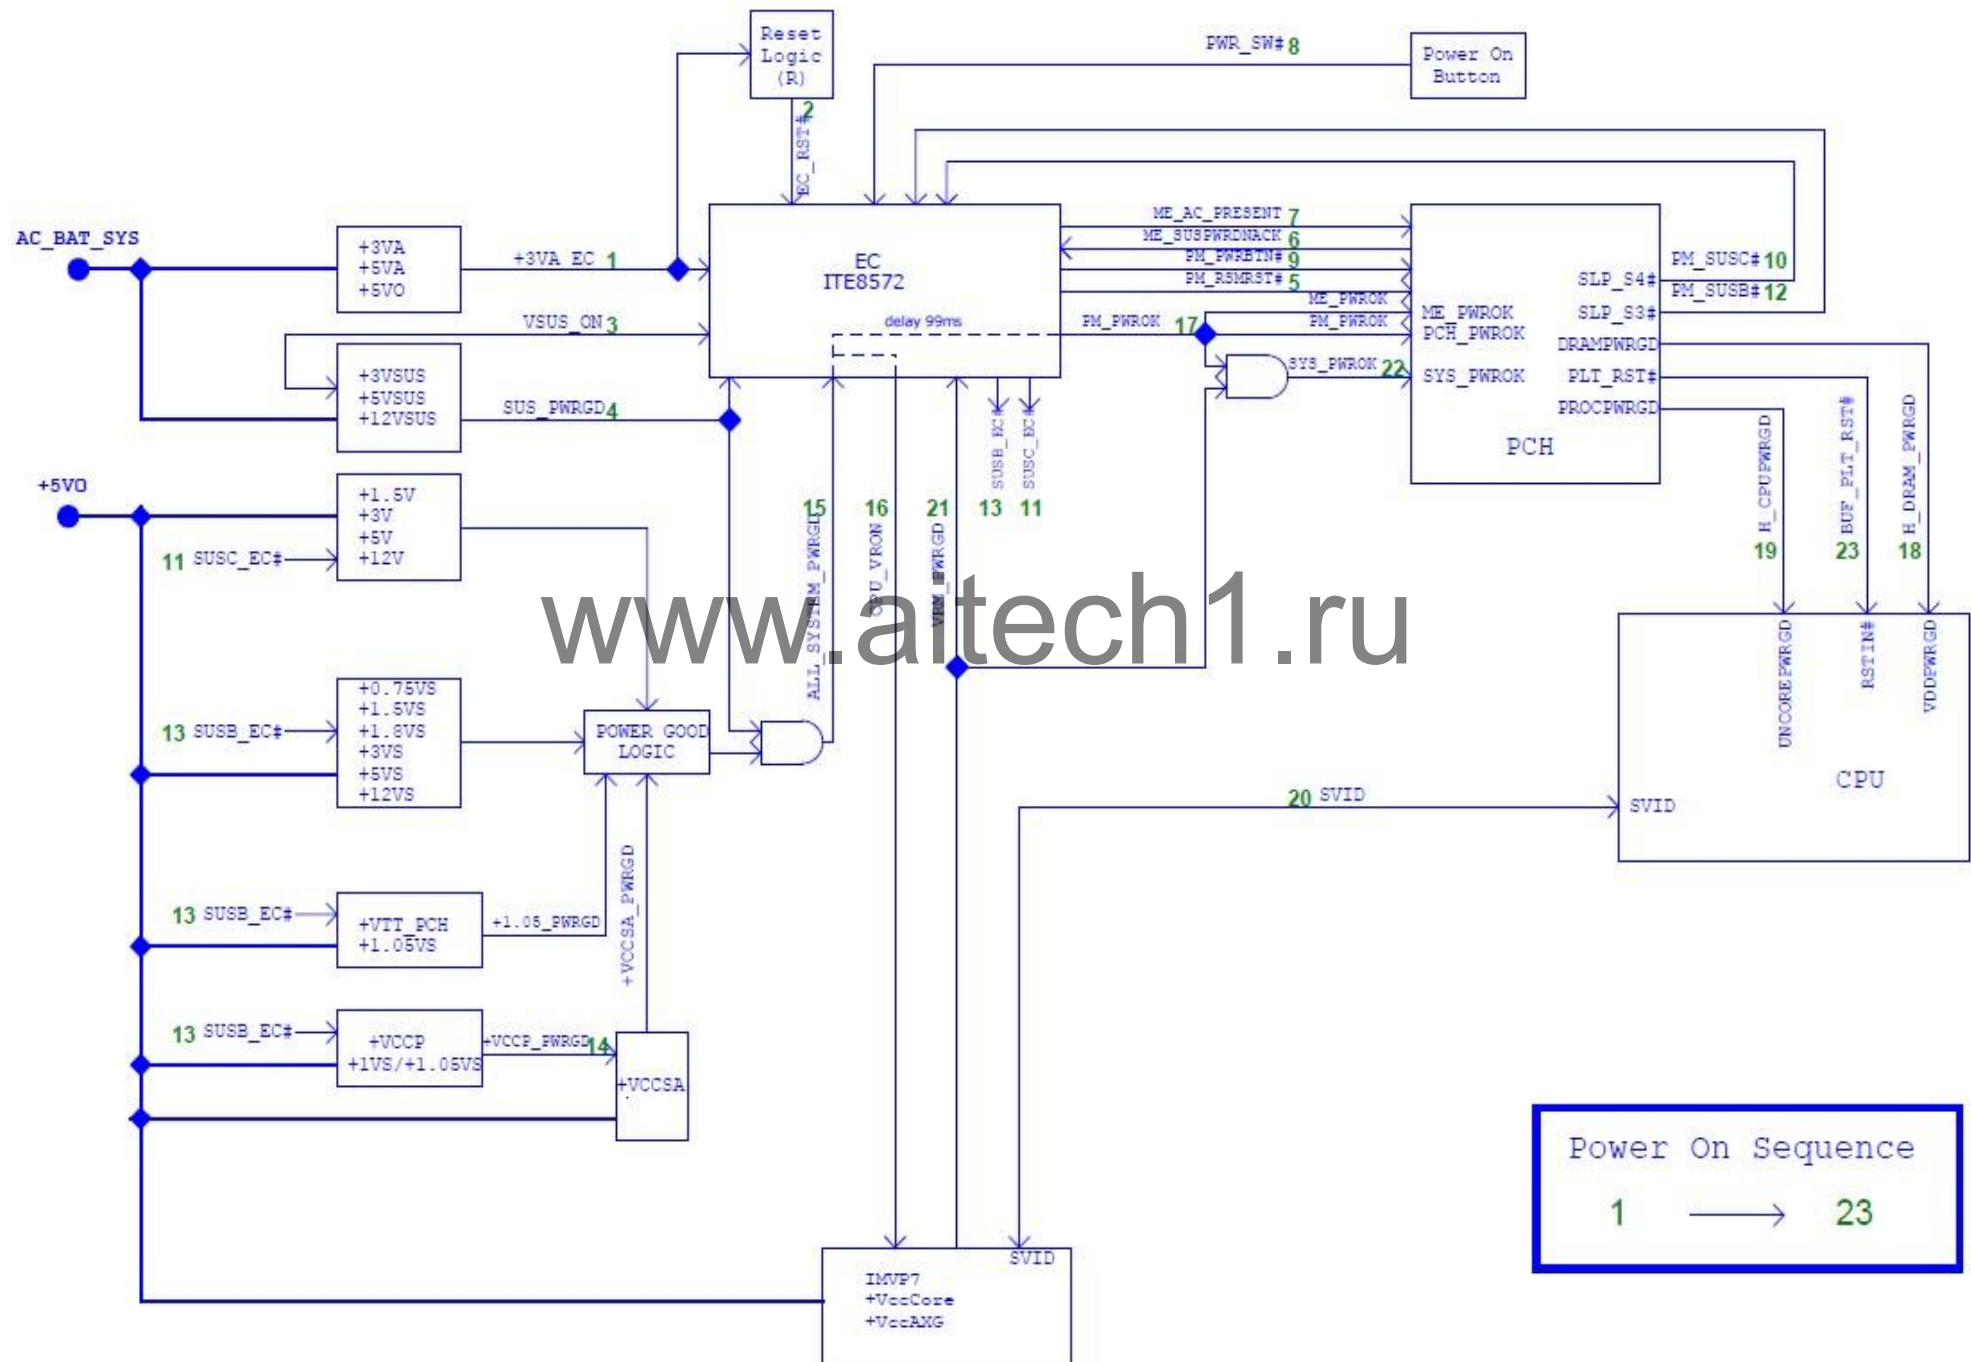 Reset
Logic
(R)
2
EC_RST#
PWR_SW# 8
Power On
Button
AC_BAT_SYS
+3VA
+5VA
+5VO
+3VA_EC 1
VSUS_ON 3
+3VSUS
+5VSUS
+12VSUS
SUS_PWRGD 4
EC
ITE8572
delay 99ms
ME_AC_PRESENT 7
ME_SUSPWRDNACK 6
PM_PWRBTN# 9
PM_RSMRST# 5
ME_PWROK
PM_PWROK 17
PM_PWROK
SYS_PWROK 22
ME_PWROK
PCH_PWROK
SYS_PWROK
SLP_S4#
SLP_S3#
DRAMPWRGD
PLT_RST#
PROCPWRGD
PCH
PM_SUSC# 10
PM_SUSB# 12
+5VO
+1.5V
+3V
+5V
+12V
11 SUSC_EC#
15
ALL_SYSTEM_PWRGD
16
CPU_VRON
21
VRM_PWRGD
SUSB_EC#
13
SUSC_EC#
11
H_CPUPWRGD
19
BUF_PLT_RST#
23
H_DRAM_PWRGD
18
www.aitech1.ru
13 SUSB_EC#
+0.75VS
+1.5VS
+1.8VS
+3VS
+5VS
+12VS
POWER GOOD
LOGIC
UNCOREPWRGD
RSTIN#
VDDPWRGD
CPU
SVID
20 SVID
13 SUSB_EC#
+VTT_PCH
+1.05VS
+1.05_PWRGD
+VCCSA_PWRGD
13 SUSB_EC#
+VCCP
+1VS/+1.05VS
+VCCP_PWRGD 14
+VCCSA
SVID
IMVP7
+VccCore
+VccAXG
Power On Sequence
1 23